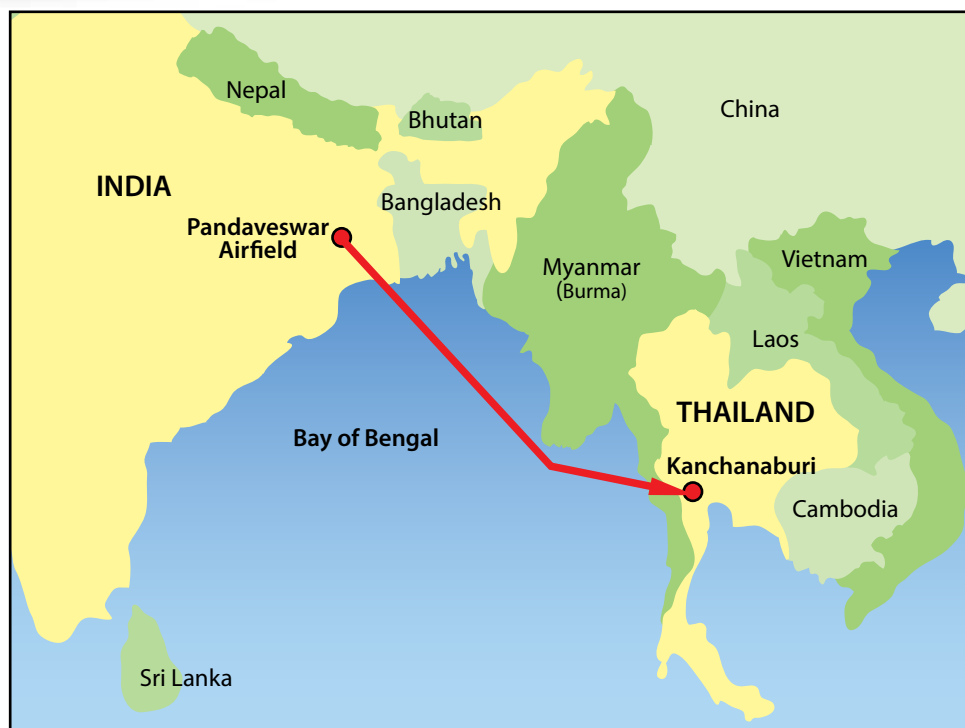 Nepal
Bhutan
China
INDIA
Bangladesh
Pandaveswar
Airfield
Vietnam
Myanmar
(Burma)
Laos
THAILAND
Bay of Bengal
Kanchanaburi
Cambodia
Sri Lanka